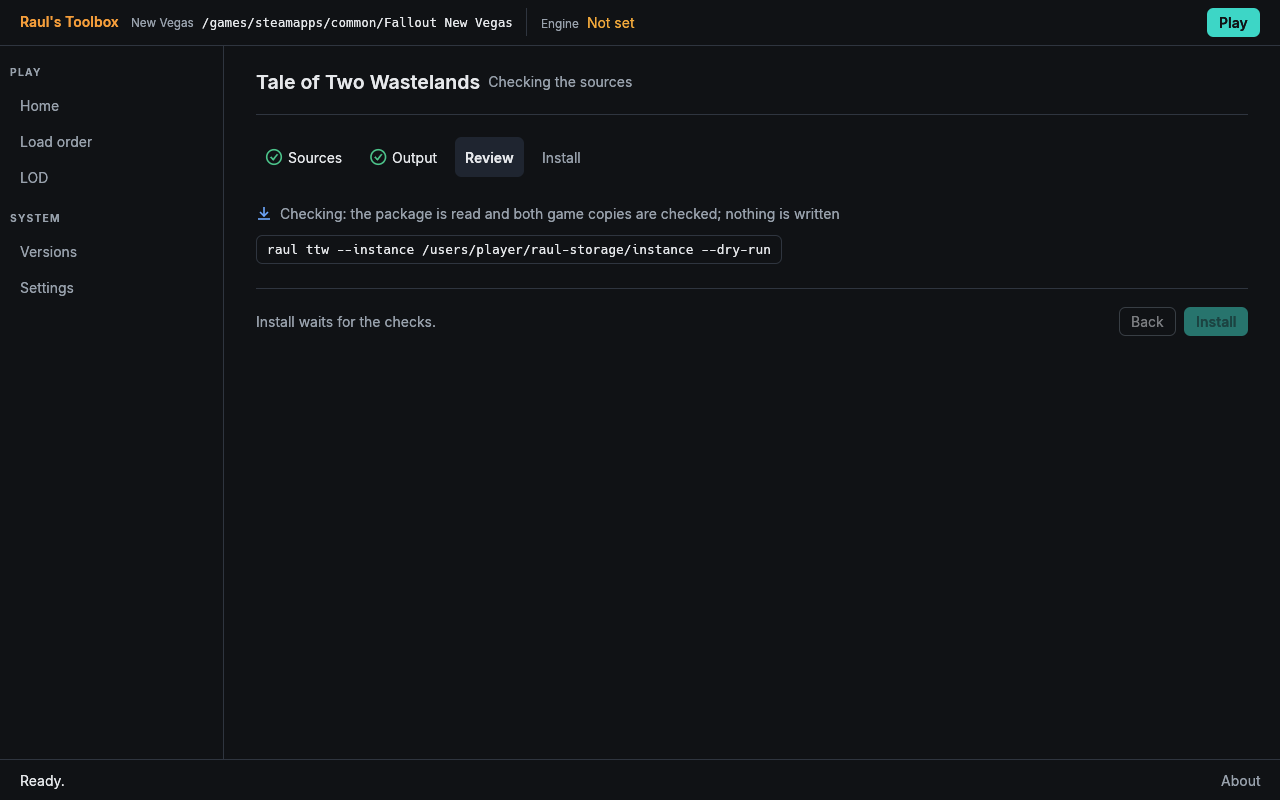 Raul's Toolbox New Vegas /games/steamapps/common/Fallout New Vegas Engine Not set Play
PLAY
Home
Load order
LOD
SYSTEM
Versions
Settings
Tale of Two Wastelands Checking the sources
Sources Output Review Install
Checking: the package is read and both game copies are checked; nothing is written
raul ttw --instance /users/player/raul-storage/instance --dry-run
Install waits for the checks. Back Install
Ready. About